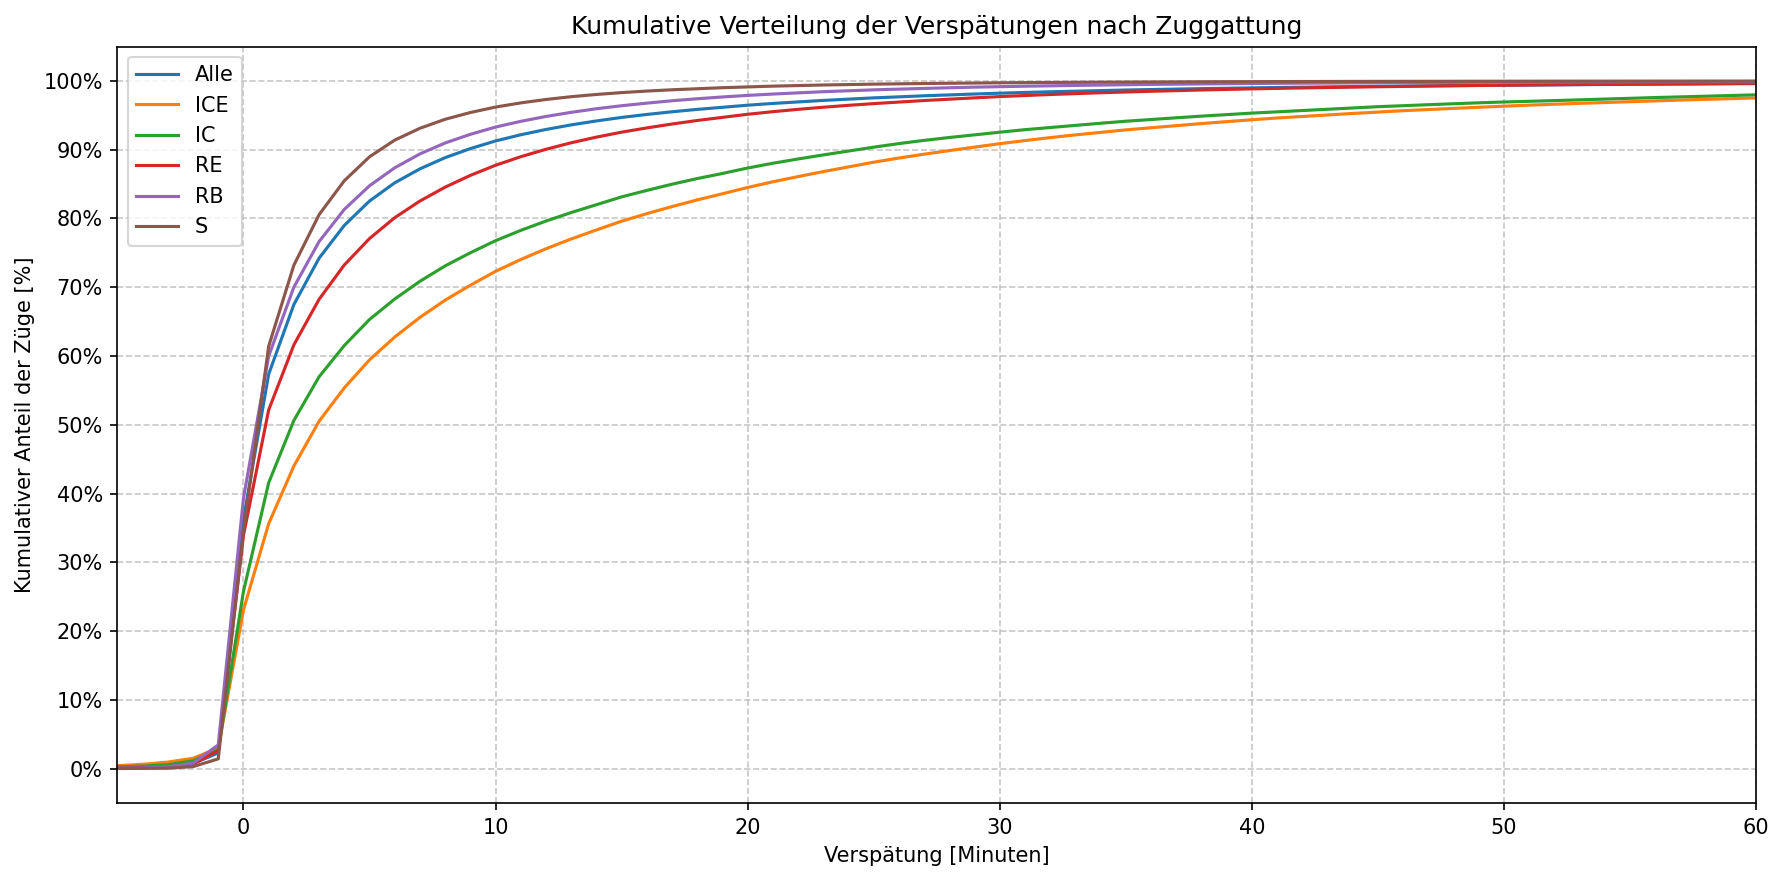 Kumulative Verteilung der Verspätungen nach Zuggattung
Kumulativer Anteil der Züge [%]
100%
90%
80%
70%
60%
50%
40%
30%
20%
10%
0%
Alle
ICE
IC
RE
RB
S
0 10 20 30 40 50 60
Verspätung [Minuten]